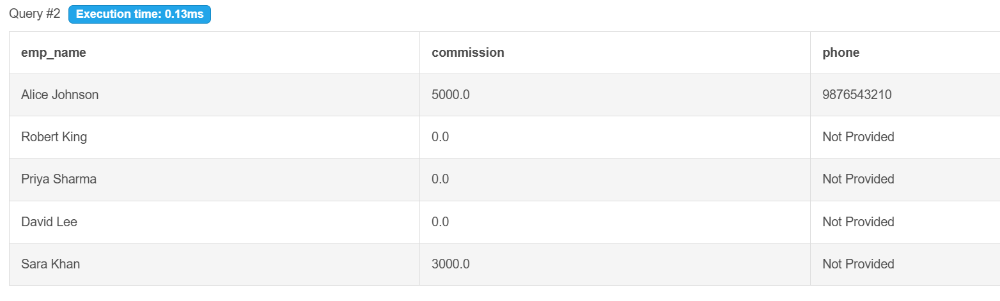 Query #2 Execution time: 0.13ms
emp_name commission phone
Alice Johnson 5000.0 9876543210
Robert King 0.0 Not Provided
Priya Sharma 0.0 Not Provided
David Lee 0.0 Not Provided
Sara Khan 3000.0 Not Provided